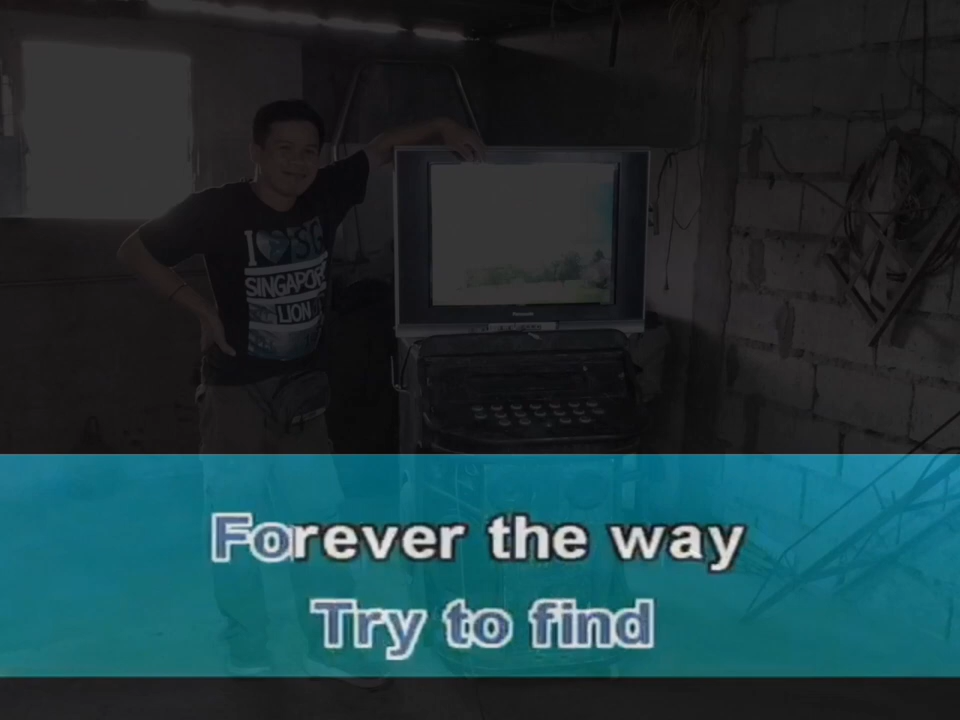 I SG
SINGAPORE
LION
Forever the way
Try to find